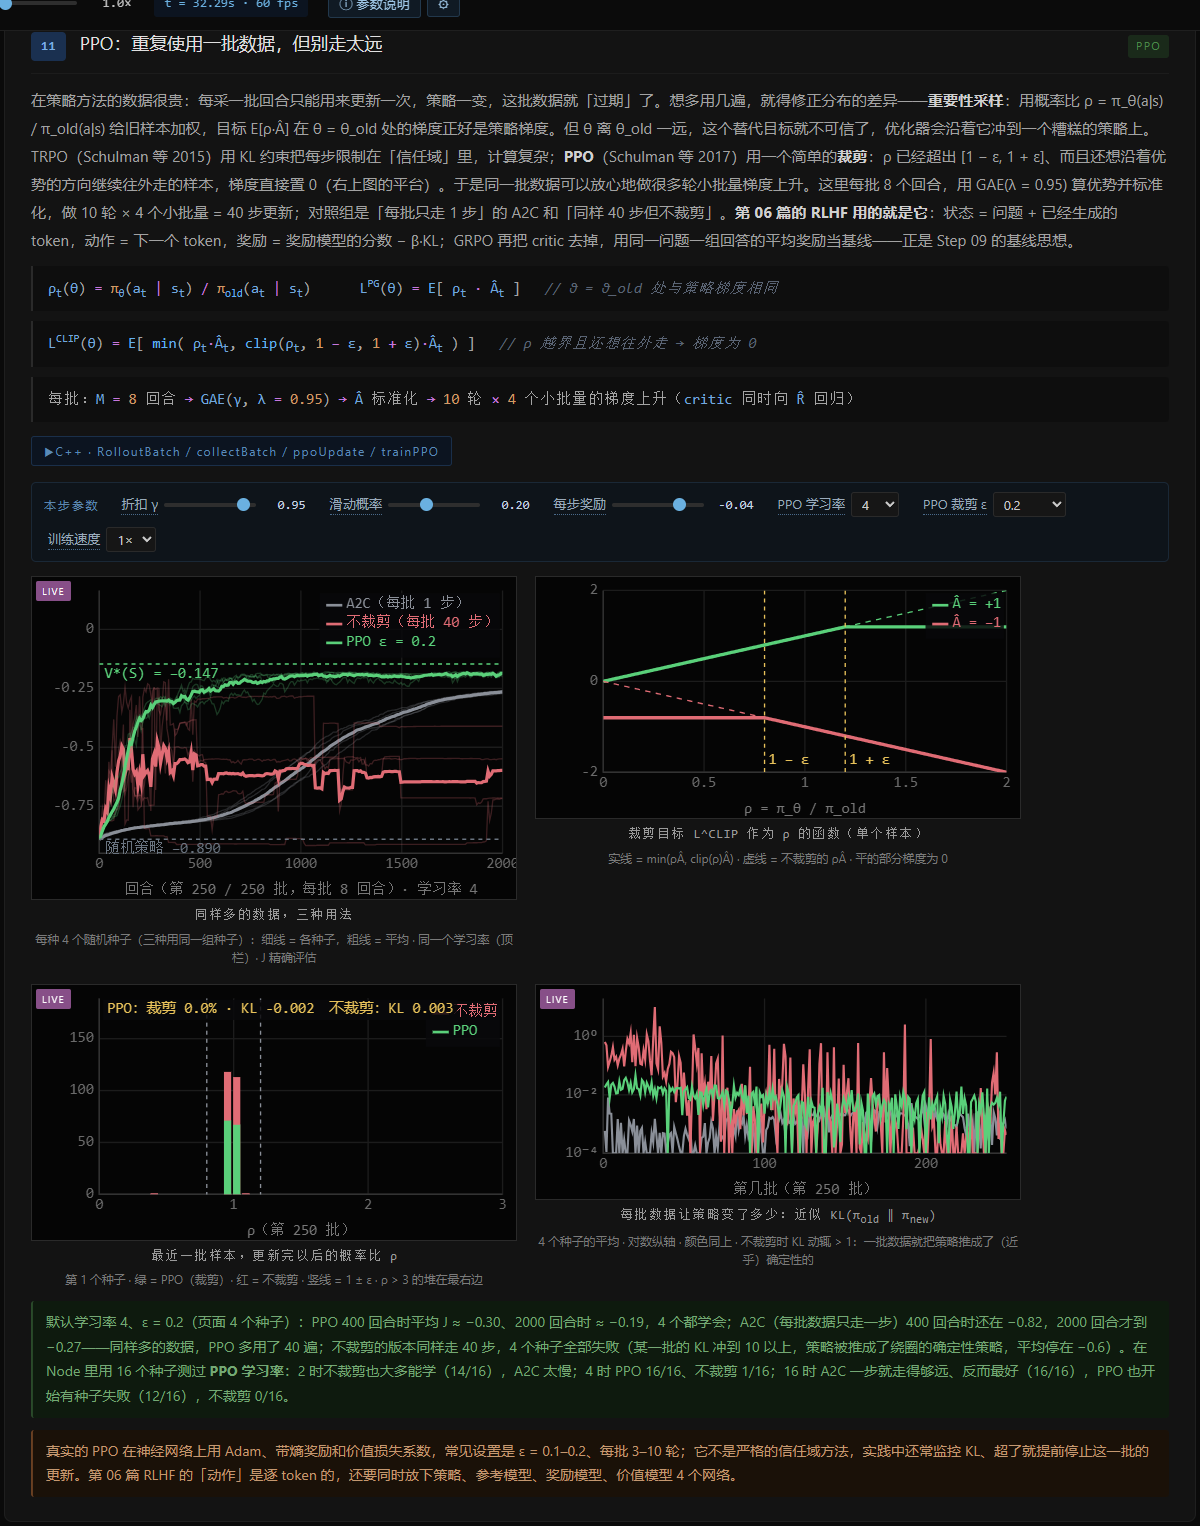 1.0x
t = 32.29s · 60 fps
ⓘ 参数说明
⚙
11
PPO：重复使用一批数据，但别走太远
PPO
在策略方法的数据很贵：每采一批回合只能用来更新一次，策略一变，这批数据就「过期」了。想多用几遍，就得修正分布的差异——重要性采样：用概率比 ρ = π_θ(a|s)
/ π_old(a|s) 给旧样本加权，目标 E[ρ·Â] 在 θ = θ_old 处的梯度正好是策略梯度。但 θ 离 θ_old 一远，这个替代目标就不可信了，优化器会沿着它冲到一个糟糕的策略上。
TRPO（Schulman 等 2015）用 KL 约束把每步限制在「信任域」里，计算复杂；PPO（Schulman 等 2017）用一个简单的裁剪：ρ 已经超出 [1 − ε, 1 + ε]、而且还想沿着优
势的方向继续往外走的样本，梯度直接置 0（右上图的平台）。于是同一批数据可以放心地做很多轮小批量梯度上升。这里每批 8 个回合，用 GAE(λ = 0.95) 算优势并标准
化，做 10 轮 × 4 个小批量 = 40 步更新；对照组是「每批只走 1 步」的 A2C 和「同样 40 步但不裁剪」。第 06 篇的 RLHF 用的就是它：状态 = 问题 + 已经生成的
token，动作 = 下一个 token，奖励 = 奖励模型的分数 − β·KL；GRPO 再把 critic 去掉，用同一问题一组回答的平均奖励当基线——正是 Step 09 的基线思想。
ρt(θ) = πθ(at | st) / πold(at | st) L^PG(θ) = E[ ρt · Ât ] // θ = θ_old 处与策略梯度相同
L^CLIP(θ) = E[ min( ρt·Ât, clip(ρt, 1 − ε, 1 + ε)·Ât ) ] // ρ 越界且还想往外走 → 梯度为 0
每批：M = 8 回合 → GAE(γ, λ = 0.95) → Â 标准化 → 10 轮 × 4 个小批量的梯度上升（critic 同时向 R̂ 回归）
▶C++ · RolloutBatch / collectBatch / ppoUpdate / trainPPO
本步参数 折扣 γ 0.95 滑动概率 0.20 每步奖励 -0.04 PPO 学习率 4 PPO 裁剪 ε 0.2
训练速度 1×
LIVE
A2C（每批 1 步）
不裁剪（每批 40 步）
PPO ε = 0.2
V*(S) = −0.147
随机策略 −0.890
0
-0.25
-0.5
-0.75
0 500 1000 1500 2000
回合（第 250 / 250 批，每批 8 回合）· 学习率 4
同样多的数据，三种用法
每种 4 个随机种子（三种用同一组种子）：细线 = 各种子，粗线 = 平均 · 同一个学习率（顶
栏）· J 精确评估
2
0
-2
Â = +1
Â = −1
1 − ε
1 + ε
0 0.5 1 1.5 2
ρ = π_θ / π_old
裁剪目标 L^CLIP 作为 ρ 的函数（单个样本）
实线 = min(ρÂ, clip(ρ)Â) · 虚线 = 不裁剪的 ρÂ · 平的部分梯度为 0
LIVE
PPO：裁剪 0.0% · KL -0.002 不裁剪：KL 0.003
不裁剪
PPO
150
100
50
0
0 1 2 3
ρ（第 250 批）
最近一批样本，更新完以后的概率比 ρ
第 1 个种子 · 绿 = PPO（裁剪）· 红 = 不裁剪 · 竖线 = 1 ± ε · ρ > 3 的堆在最右边
LIVE
10⁰
10⁻²
10⁻⁴
0 100 200
第几批（第 250 批）
每批数据让策略变了多少：近似 KL(πold ‖ πnew)
4 个种子的平均 · 对数纵轴 · 颜色同上 · 不裁剪时 KL 动辄 > 1：一批数据就把策略推成了（近
乎）确定性的
默认学习率 4、ε = 0.2（页面 4 个种子）：PPO 400 回合时平均 J ≈ −0.30、2000 回合时 ≈ −0.19，4 个都学会；A2C（每批数据只走一步）400 回合时还在 −0.82，2000 回合才到
−0.27——同样多的数据，PPO 多用了 40 遍；不裁剪的版本同样走 40 步，4 个种子全部失败（某一批的 KL 冲到 10 以上，策略被推成了绕圈的确定性策略，平均停在 −0.6）。在
Node 里用 16 个种子测过 PPO 学习率：2 时不裁剪也大多能学（14/16），A2C 太慢；4 时 PPO 16/16、不裁剪 1/16；16 时 A2C 一步就走得够远、反而最好（16/16），PPO 也开
始有种子失败（12/16），不裁剪 0/16。
真实的 PPO 在神经网络上用 Adam、带熵奖励和价值损失系数，常见设置是 ε = 0.1–0.2、每批 3–10 轮；它不是严格的信任域方法，实践中还常监控 KL、超了就提前停止这一批的
更新。第 06 篇 RLHF 的「动作」是逐 token 的，还要同时放下策略、参考模型、奖励模型、价值模型 4 个网络。